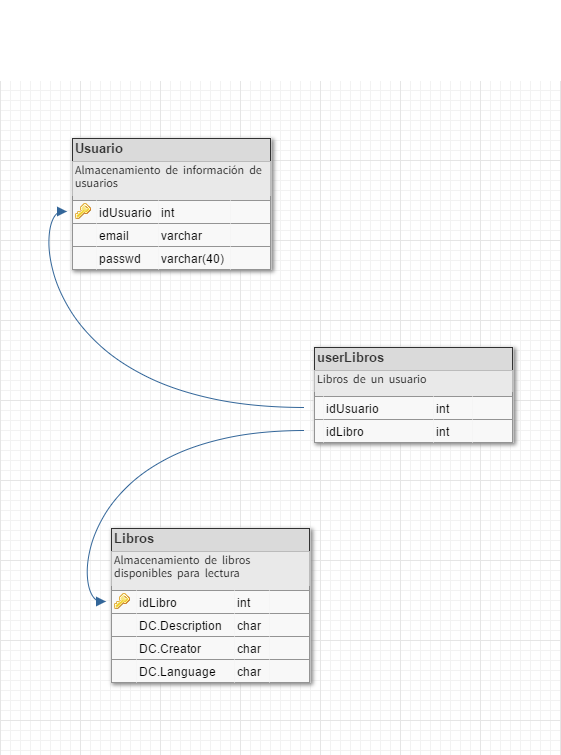 Usuario
Almacenamiento de información de
usuarios
idUsuario int
email varchar
passwd varchar(40)
userLibros
Libros de un usuario
idUsuario int
idLibro int
Libros
Almacenamiento de libros
disponibles para lectura
idLibro int
DC.Description char
DC.Creator char
DC.Language char